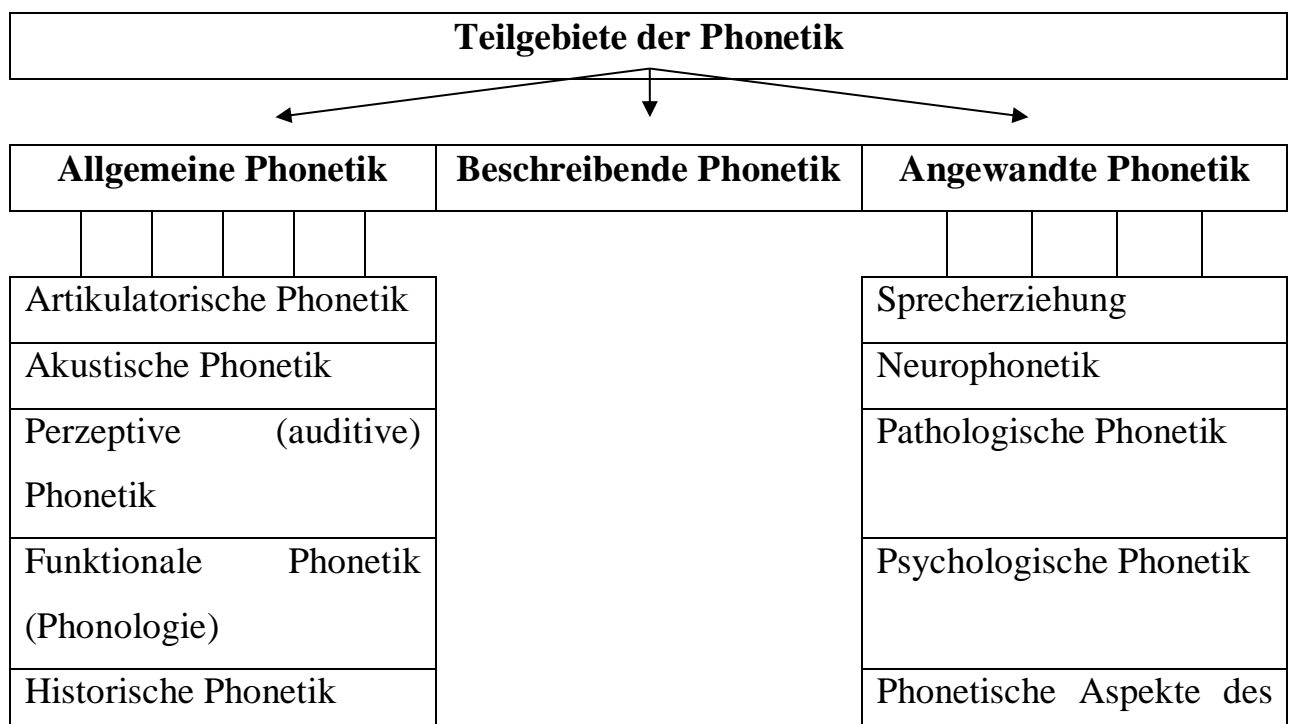 Teilgebiete der Phonetik
Allgemeine Phonetik
Beschreibende Phonetik
Angewandte Phonetik
Artikulatorische Phonetik
Sprecherziehung
Akustische Phonetik
Neurophonetik
Perzeptive (auditive)
Phonetik
Pathologische Phonetik
Funktionale Phonetik
(Phonologie)
Psychologische Phonetik
Historische Phonetik
Phonetische Aspekte des